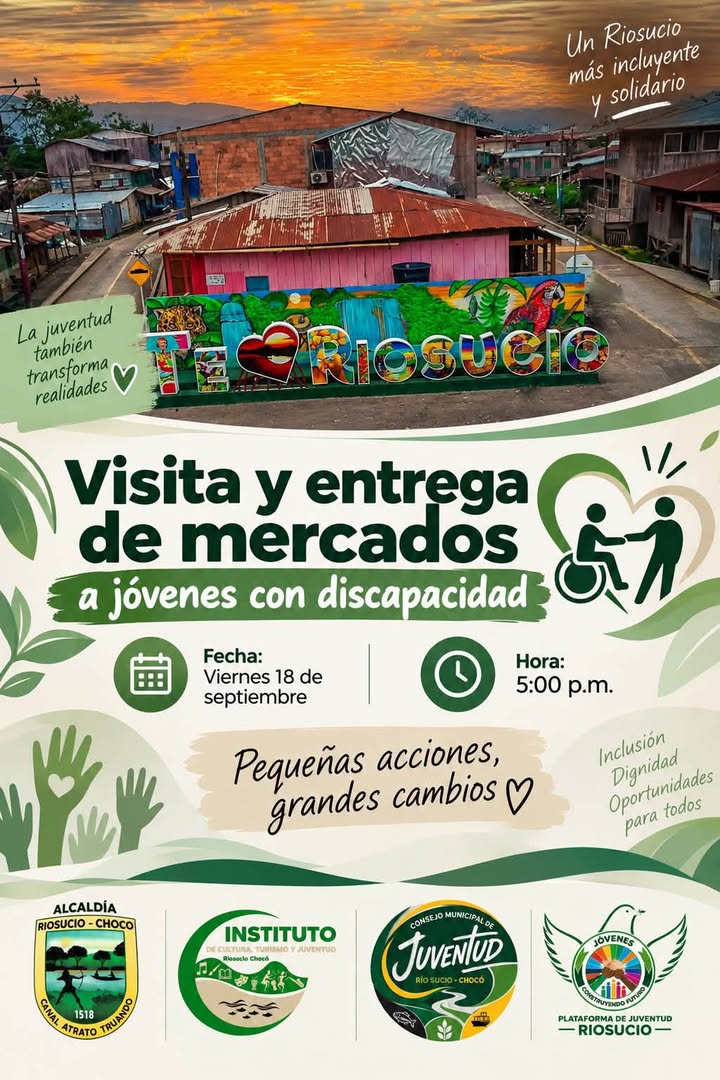 Un Riosucio
más incluyente
y solidario
TE RIOSUCIO
La juventud
también
transforma
realidades
Visita y entrega
de mercados
a jóvenes con discapacidad
Fecha:
Viernes 18 de
septiembre
Hora:
5:00 p.m.
Pequeñas acciones,
grandes cambios
Inclusión
Dignidad
Oportunidades
para todos
ALCALDÍA
RIOSUCIO - CHOCO
1518
CANAL ATRATO TRUANDO
INSTITUTO
DE CULTURA, TURISMO Y JUVENTUD
Riosucio Chocó
CONSEJO MUNICIPAL DE
JUVENTUD
RÍO SUCIO - CHOCÓ
JÓVENES
CONSTRUYENDO FUTURO
PLATAFORMA DE JUVENTUD
RIOSUCIO